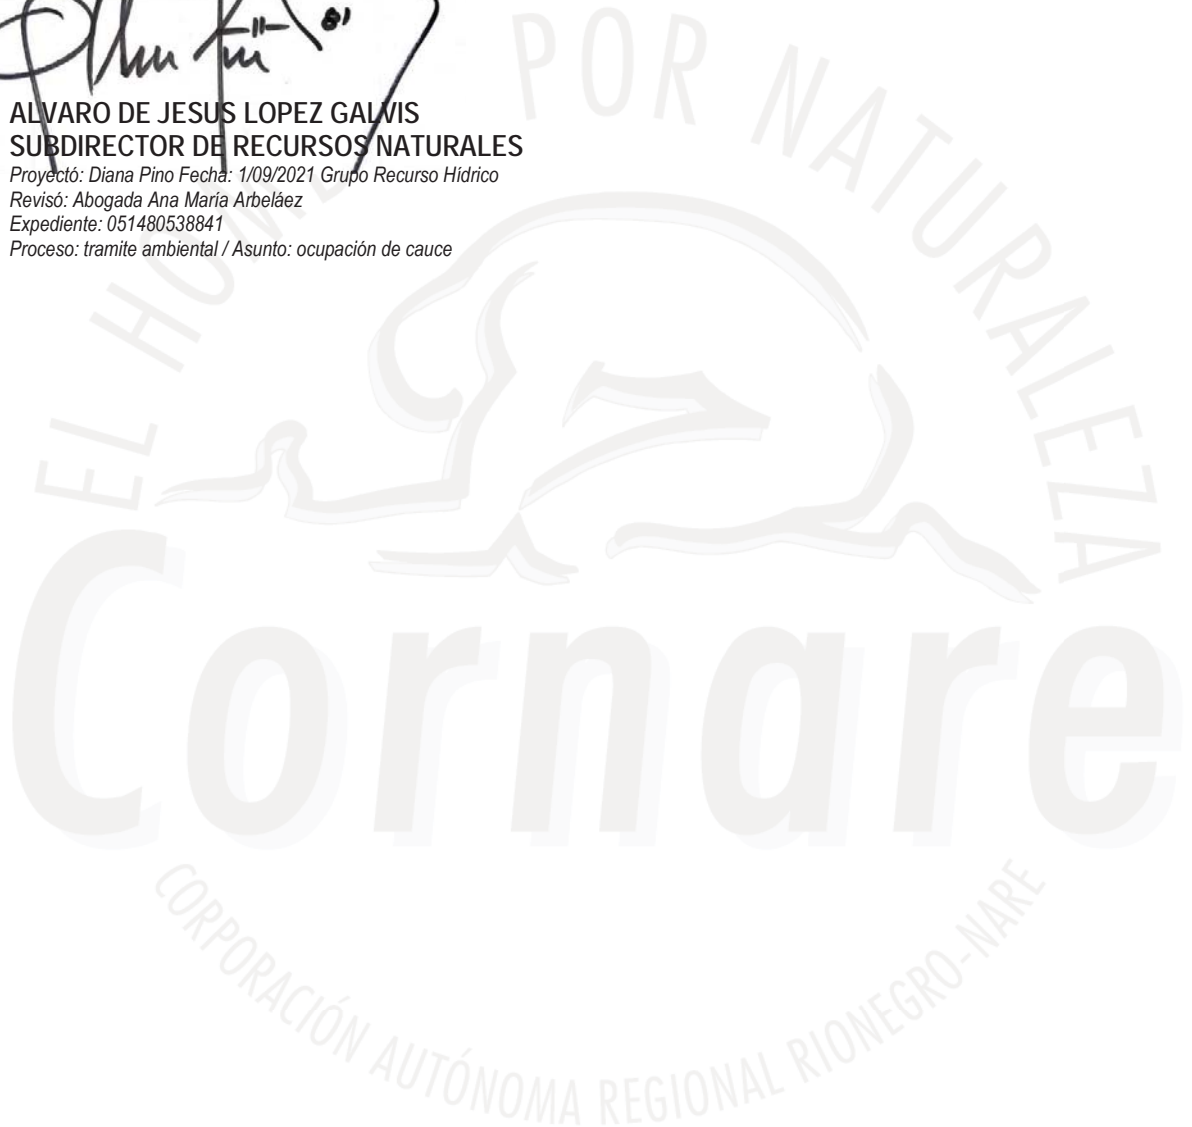 ALVARO DE JESUS LOPEZ GALVIS
SUBDIRECTOR DE RECURSOS NATURALES
Proyectó: Diana Pino Fecha: 1/09/2021 Grupo Recurso Hídrico
Revisó: Abogada Ana María Arbeláez
Expediente: 051480538841
Proceso: tramite ambiental / Asunto: ocupación de cauce
EL HOMBRE POR NATURALEZA
Cornare
CORPORACIÓN AUTÓNOMA REGIONAL RIONEGRO-NARE